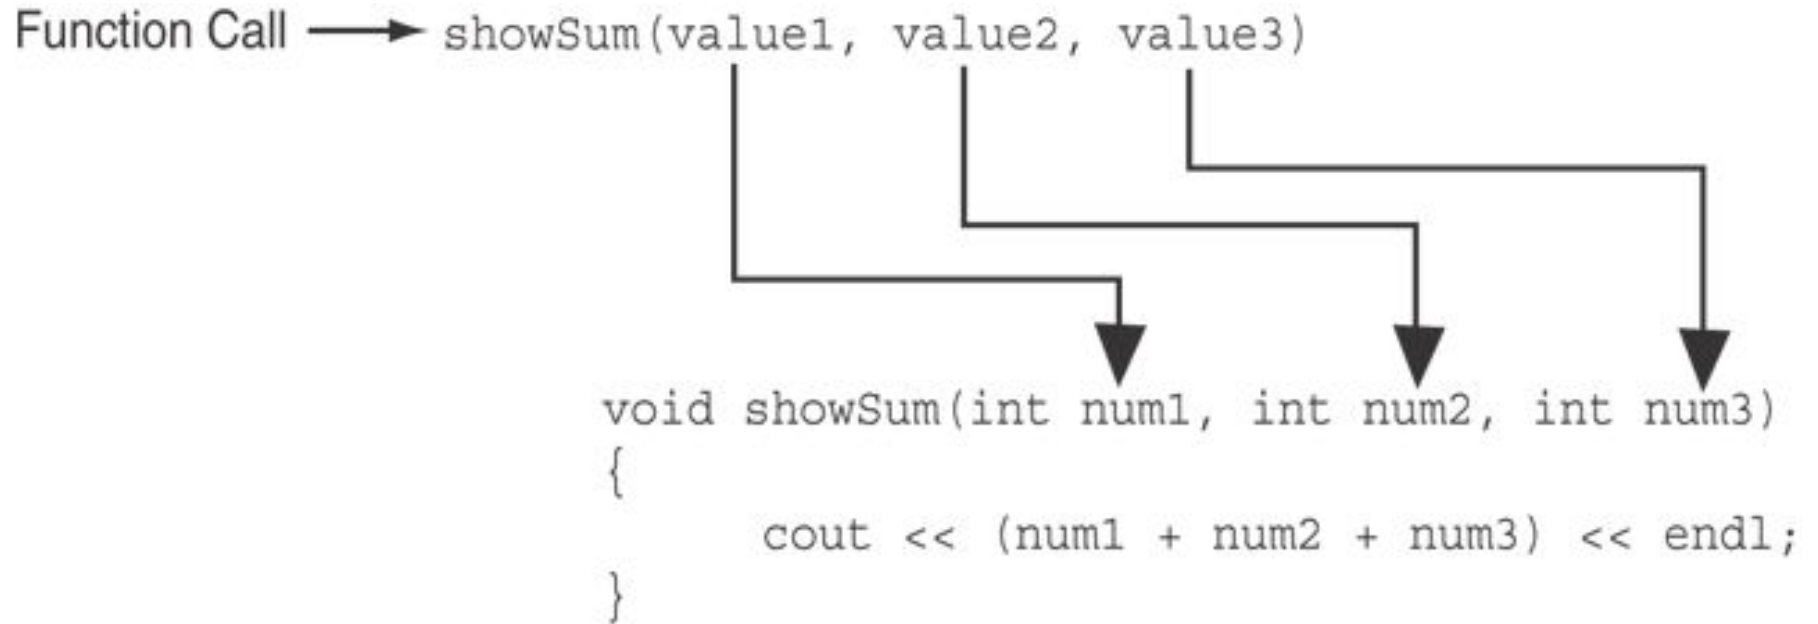 Function Call showSum(value1, value2, value3)
void showSum(int num1, int num2, int num3)
{
cout << (num1 + num2 + num3) << endl;
}